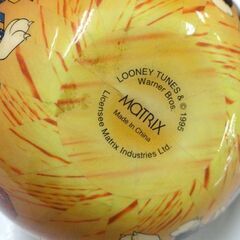 LOONEY TUNES & © 1995
Warner Bros.
MATRIX
Made in China
Licensee Matrix Industries Ltd.